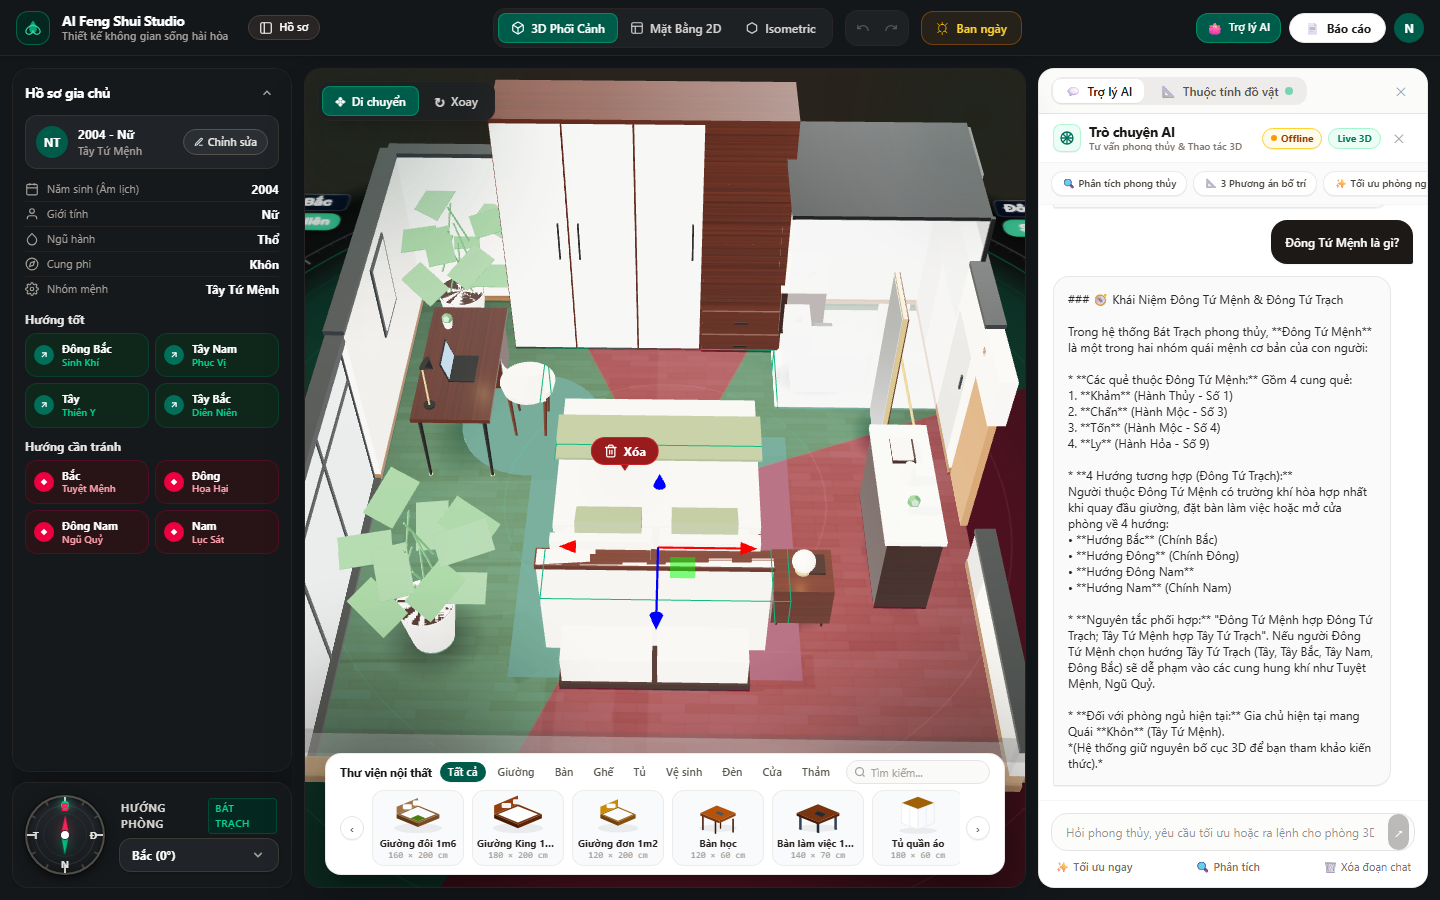 AI Feng Shui Studio
Thiết kế không gian sống hài hòa
Hồ sơ
3D Phối Cảnh
Mặt Bằng 2D
Isometric
Ban ngày
Trợ lý AI
Báo cáo
N
Hồ sơ gia chủ
NT
2004 - Nữ
Tây Tứ Mệnh
Chỉnh sửa
Năm sinh (Âm lịch) 2004
Giới tính Nữ
Ngũ hành Thổ
Cung phi Khôn
Nhóm mệnh Tây Tứ Mệnh
Hướng tốt
Đông Bắc
Sinh Khí
Tây Nam
Phục Vị
Tây
Thiên Y
Tây Bắc
Diên Niên
Hướng cần tránh
Bắc
Tuyệt Mệnh
Đông
Họa Hại
Đông Nam
Ngũ Quỷ
Nam
Lục Sát
T
Đ
N
HƯỚNG PHÒNG
BÁT TRẠCH
Bắc (0°)
Di chuyển
Xoay
Bắc
Xóa
Thư viện nội thất
Tất cả
Giường
Bàn
Ghế
Tủ
Vệ sinh
Đèn
Cửa
Thảm
Tìm kiếm...
Giường đôi 1m6
160 × 200 cm
Giường King 1...
180 × 200 cm
Giường đơn 1m2
120 × 200 cm
Bàn học
120 × 60 cm
Bàn làm việc 1...
140 × 70 cm
Tủ quần áo
180 × 60 cm
Trợ lý AI
Thuộc tính đồ vật
Trò chuyện AI
Tư vấn phong thủy & Thao tác 3D
Offline
Live 3D
Phân tích phong thủy
3 Phương án bố trí
Tối ưu phòng ng
Đông Tứ Mệnh là gì?
### 🧭 Khái Niệm Đông Tứ Mệnh & Đông Tứ Trạch
Trong hệ thống Bát Trạch phong thủy, **Đông Tứ Mệnh**
là một trong hai nhóm quái mệnh cơ bản của con người:
* **Các quẻ thuộc Đông Tứ Mệnh:** Gồm 4 cung quẻ:
1. **Khảm** (Hành Thủy - Số 1)
2. **Chấn** (Hành Mộc - Số 3)
3. **Tốn** (Hành Mộc - Số 4)
4. **Ly** (Hành Hỏa - Số 9)
* **4 Hướng tương hợp (Đông Tứ Trạch):**
Người thuộc Đông Tứ Mệnh có trường khí hòa hợp nhất
khi quay đầu giường, đặt bàn làm việc hoặc mở cửa
phòng về 4 hướng:
• **Hướng Bắc** (Chính Bắc)
• **Hướng Đông** (Chính Đông)
• **Hướng Đông Nam**
• **Hướng Nam** (Chính Nam)
* **Nguyên tắc phối hợp:** "Đông Tứ Mệnh hợp Đông Tứ
Trạch; Tây Tứ Mệnh hợp Tây Tứ Trạch". Nếu người Đông
Tứ Mệnh chọn hướng Tây Tứ Trạch (Tây, Tây Bắc, Tây Nam,
Đông Bắc) sẽ dễ phạm vào các cung hung khí như Tuyệt
Mệnh, Ngũ Quỷ.
* **Đối với phòng ngủ hiện tại:** Gia chủ hiện tại mang
Quái **Khôn** (Tây Tứ Mệnh).
*(Hệ thống giữ nguyên bố cục 3D để bạn tham khảo kiến
thức).*
Hỏi phong thủy, yêu cầu tối ưu hoặc ra lệnh cho phòng 3D
Tối ưu ngay
Phân tích
Xóa đoạn chat